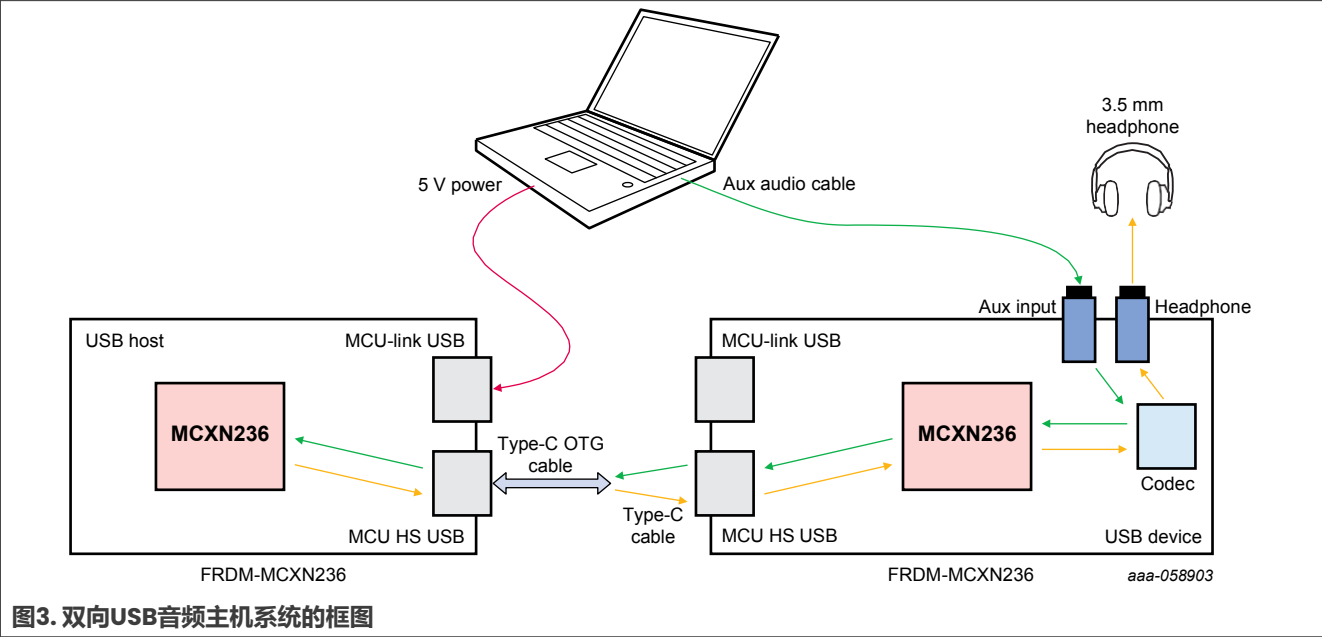 3.5 mm
headphone
5 V power
Aux audio cable
Aux input
Headphone
USB host
MCU-link USB
MCU-link USB
MCXN236
MCXN236
Type-C OTG
cable
Codec
Type-C
cable
MCU HS USB
MCU HS USB
USB device
FRDM-MCXN236
FRDM-MCXN236
aaa-058903
图3. 双向USB音频主机系统的框图